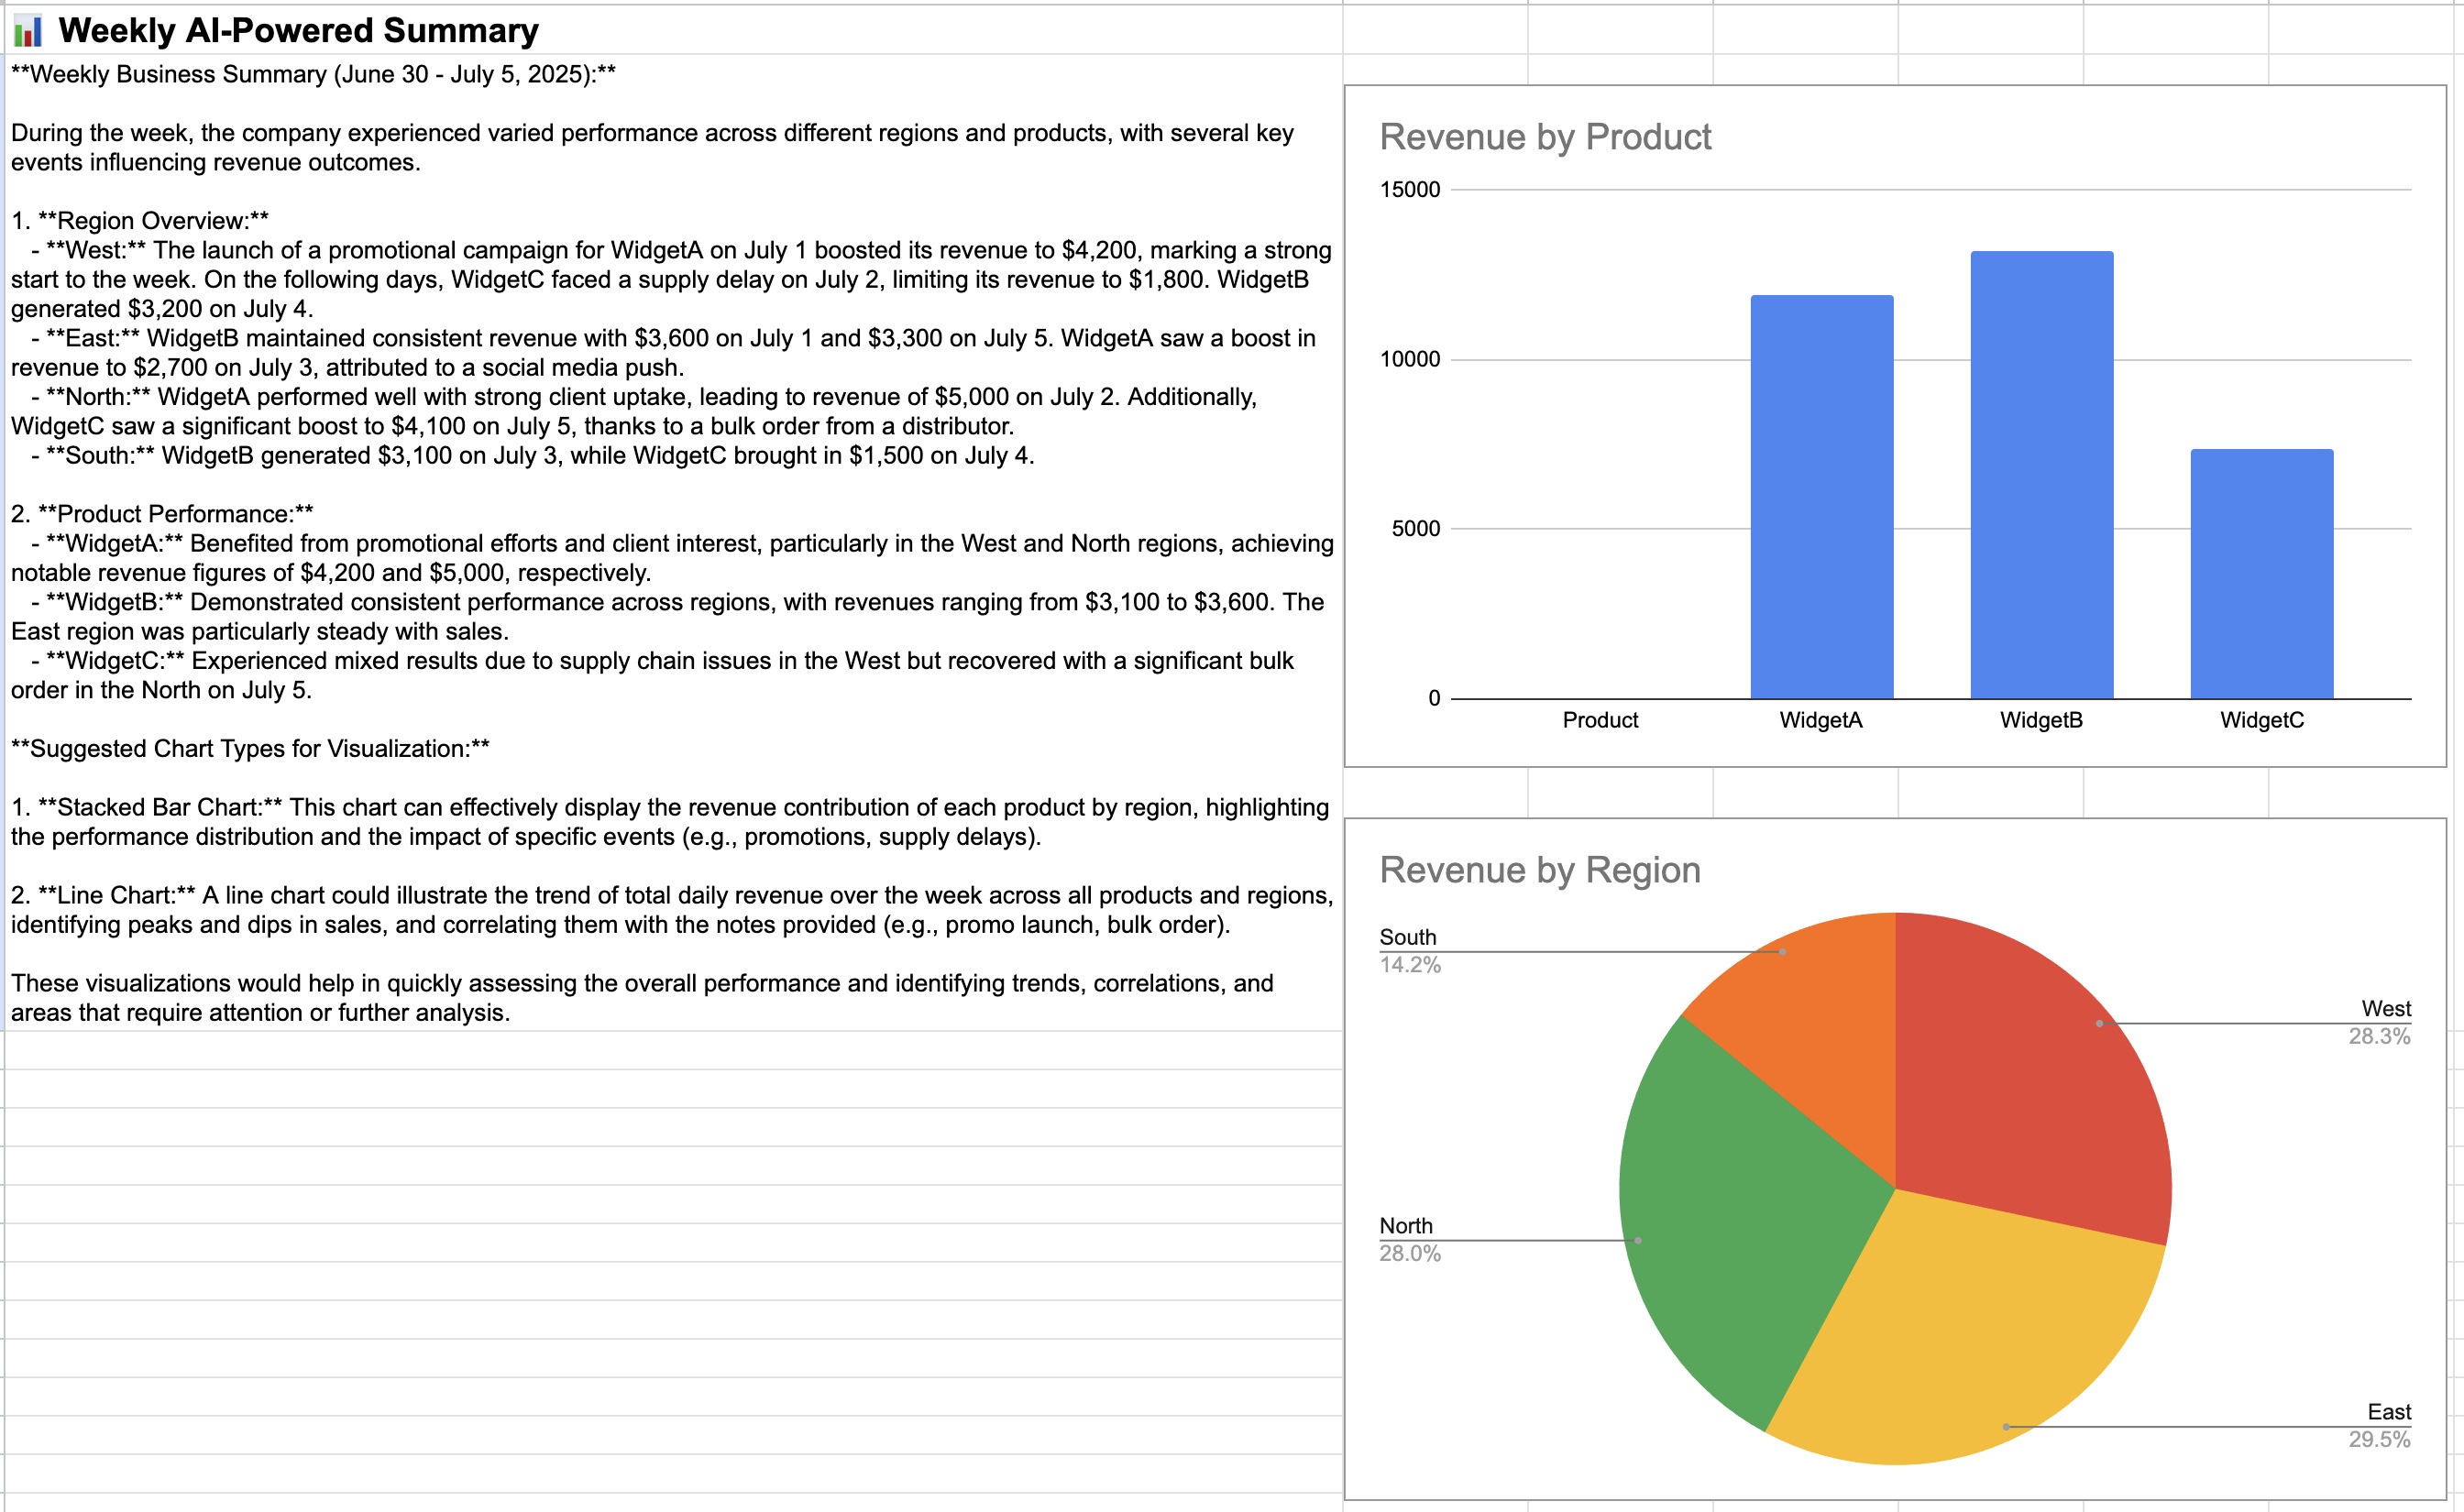 📊 Weekly AI-Powered Summary
**Weekly Business Summary (June 30 - July 5, 2025):**
During the week, the company experienced varied performance across different regions and products, with several key
events influencing revenue outcomes.
1. **Region Overview:**
- **West:** The launch of a promotional campaign for WidgetA on July 1 boosted its revenue to $4,200, marking a strong
start to the week. On the following days, WidgetC faced a supply delay on July 2, limiting its revenue to $1,800. WidgetB
generated $3,200 on July 4.
- **East:** WidgetB maintained consistent revenue with $3,600 on July 1 and $3,300 on July 5. WidgetA saw a boost in
revenue to $2,700 on July 3, attributed to a social media push.
- **North:** WidgetA performed well with strong client uptake, leading to revenue of $5,000 on July 2. Additionally,
WidgetC saw a significant boost to $4,100 on July 5, thanks to a bulk order from a distributor.
- **South:** WidgetB generated $3,100 on July 3, while WidgetC brought in $1,500 on July 4.
2. **Product Performance:**
- **WidgetA:** Benefited from promotional efforts and client interest, particularly in the West and North regions, achieving
notable revenue figures of $4,200 and $5,000, respectively.
- **WidgetB:** Demonstrated consistent performance across regions, with revenues ranging from $3,100 to $3,600. The
East region was particularly steady with sales.
- **WidgetC:** Experienced mixed results due to supply chain issues in the West but recovered with a significant bulk
order in the North on July 5.
**Suggested Chart Types for Visualization:**
1. **Stacked Bar Chart:** This chart can effectively display the revenue contribution of each product by region, highlighting
the performance distribution and the impact of specific events (e.g., promotions, supply delays).
2. **Line Chart:** A line chart could illustrate the trend of total daily revenue over the week across all products and regions,
identifying peaks and dips in sales, and correlating them with the notes provided (e.g., promo launch, bulk order).
These visualizations would help in quickly assessing the overall performance and identifying trends, correlations, and
areas that require attention or further analysis.
Revenue by Product
15000
10000
5000
0
Product
WidgetA
WidgetB
WidgetC
Revenue by Region
South
14.2%
West
28.3%
North
28.0%
East
29.5%